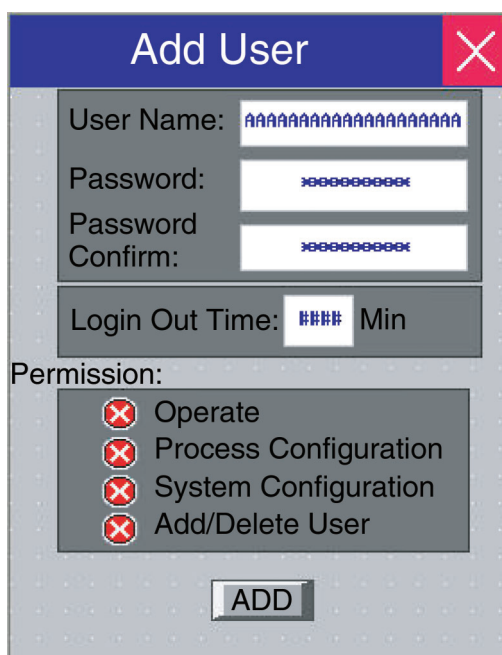 Add User
User Name: AAAAAAAAAAAAAAAAAAAA
Password: **********
Password
Confirm: **********
Login Out Time: #### Min
Permission:
Operate
Process Configuration
System Configuration
Add/Delete User
ADD